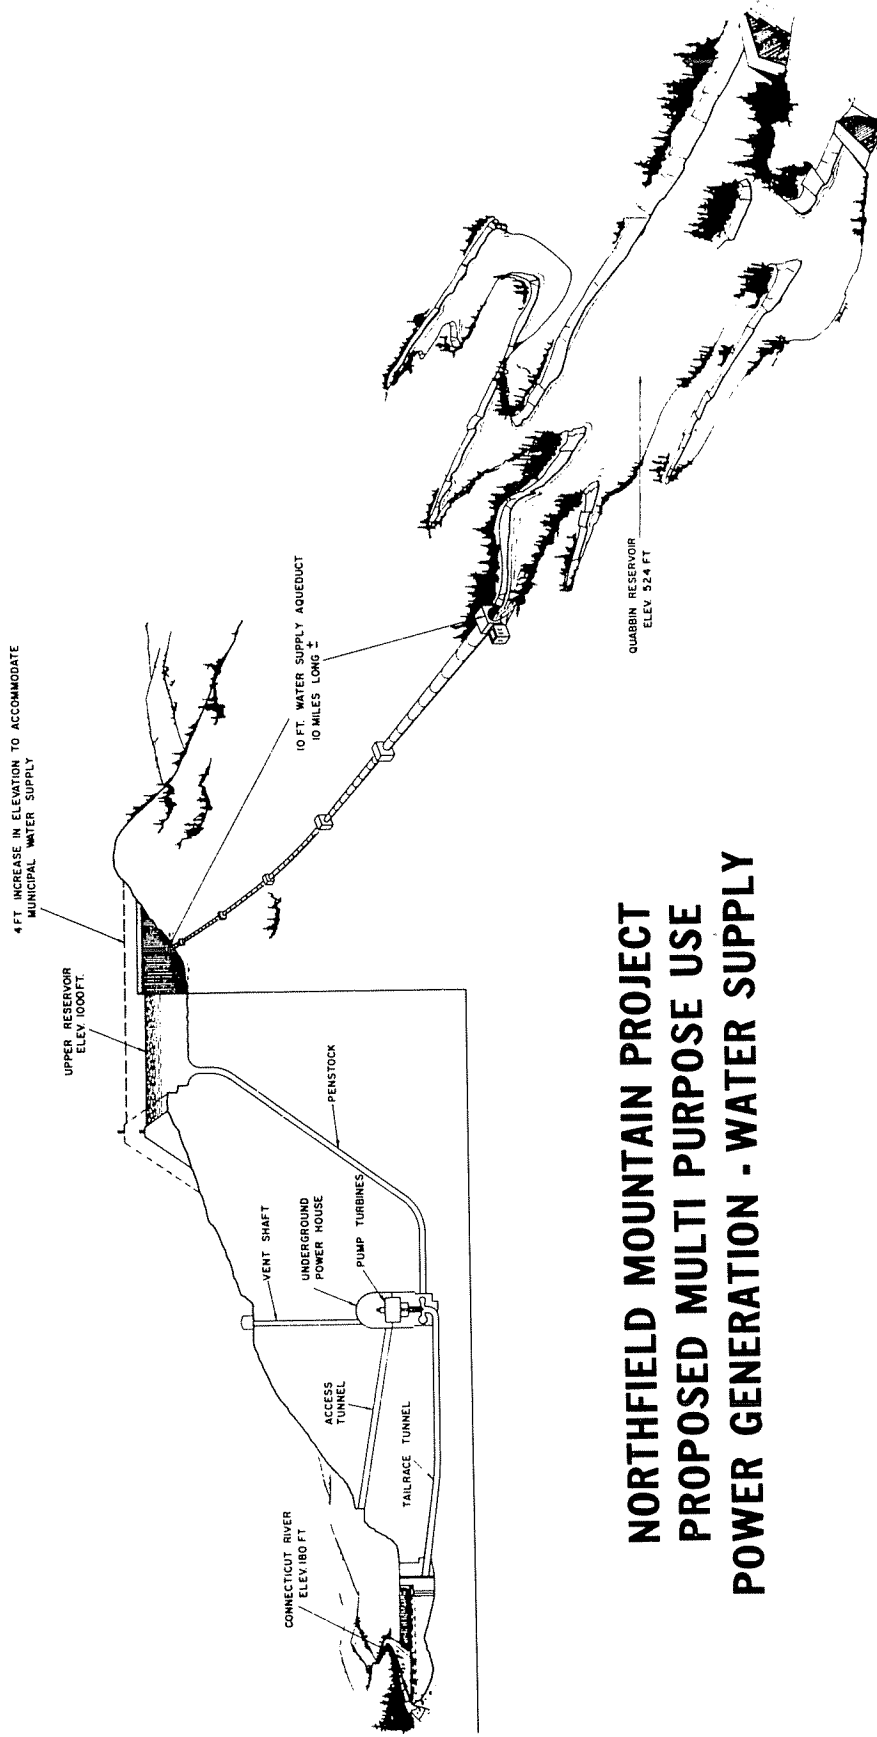 4 FT INCREASE IN ELEVATION TO ACCOMMODATE
MUNICIPAL WATER SUPPLY
UPPER RESERVOIR
ELEV. 1000 FT.
10 FT. WATER SUPPLY AQUEDUCT
10 MILES LONG ±
VENT SHAFT
UNDERGROUND
POWER HOUSE
PUMP TURBINES
PENSTOCK
ACCESS
TUNNEL
TAILRACE TUNNEL
CONNECTICUT RIVER
ELEV. 180 FT
QUABBIN RESERVOIR
ELEV. 524 FT
NORTHFIELD MOUNTAIN PROJECT
PROPOSED MULTI PURPOSE USE
POWER GENERATION - WATER SUPPLY